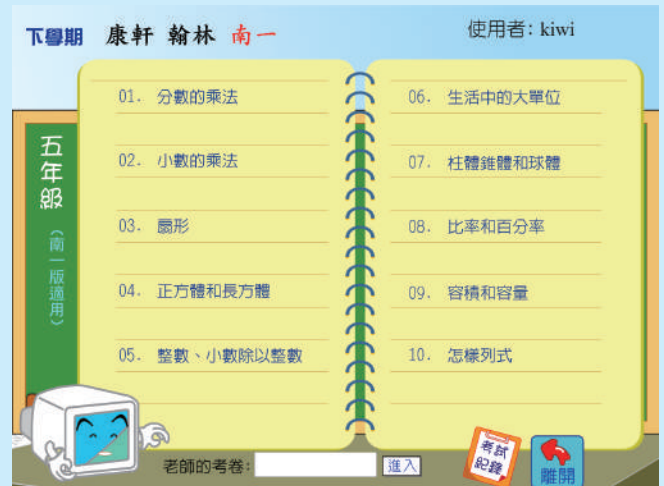 下學期 康軒 翰林 南一
使用者：kiwi
五年級（南一版適用）
01. 分數的乘法
02. 小數的乘法
03. 扇形
04. 正方體和長方體
05. 整數、小數除以整數
06. 生活中的大單位
07. 柱體錐體和球體
08. 比率和百分率
09. 容積和容量
10. 怎樣列式
老師的考卷：
進入
考試
記錄
離開